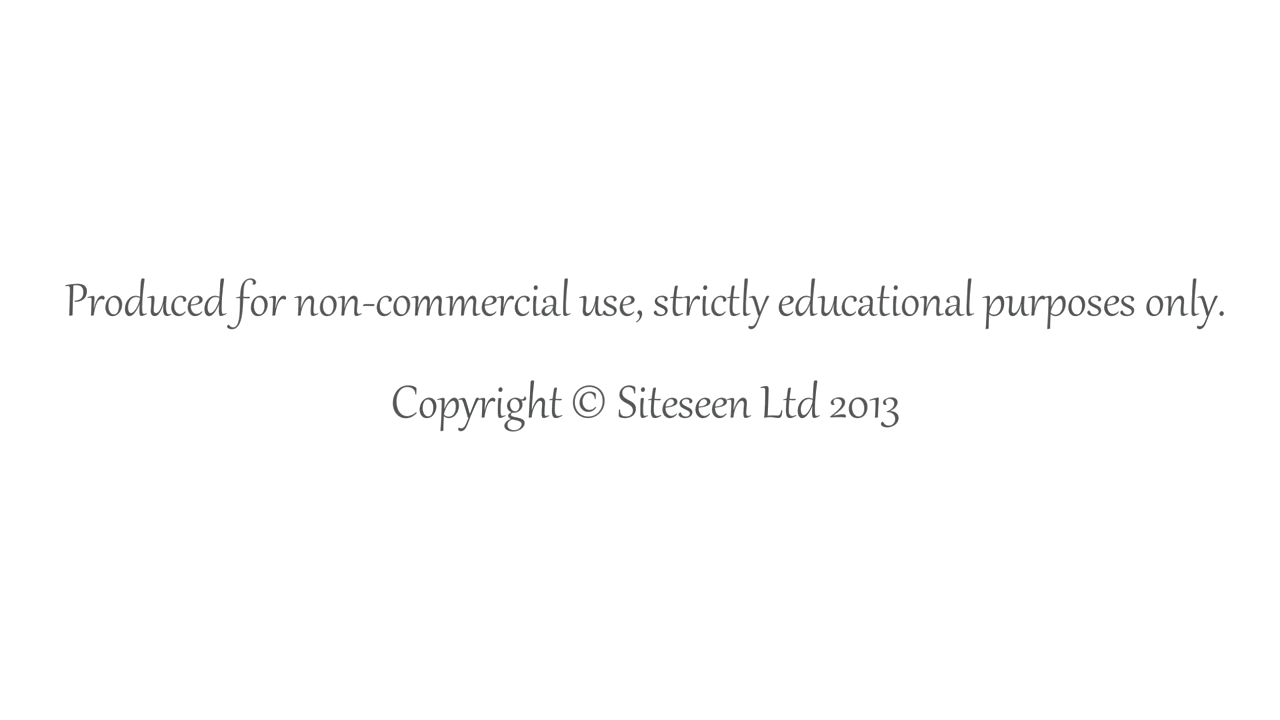 Produced for non-commercial use, strictly educational purposes only.
Copyright © Siteseen Ltd 2013